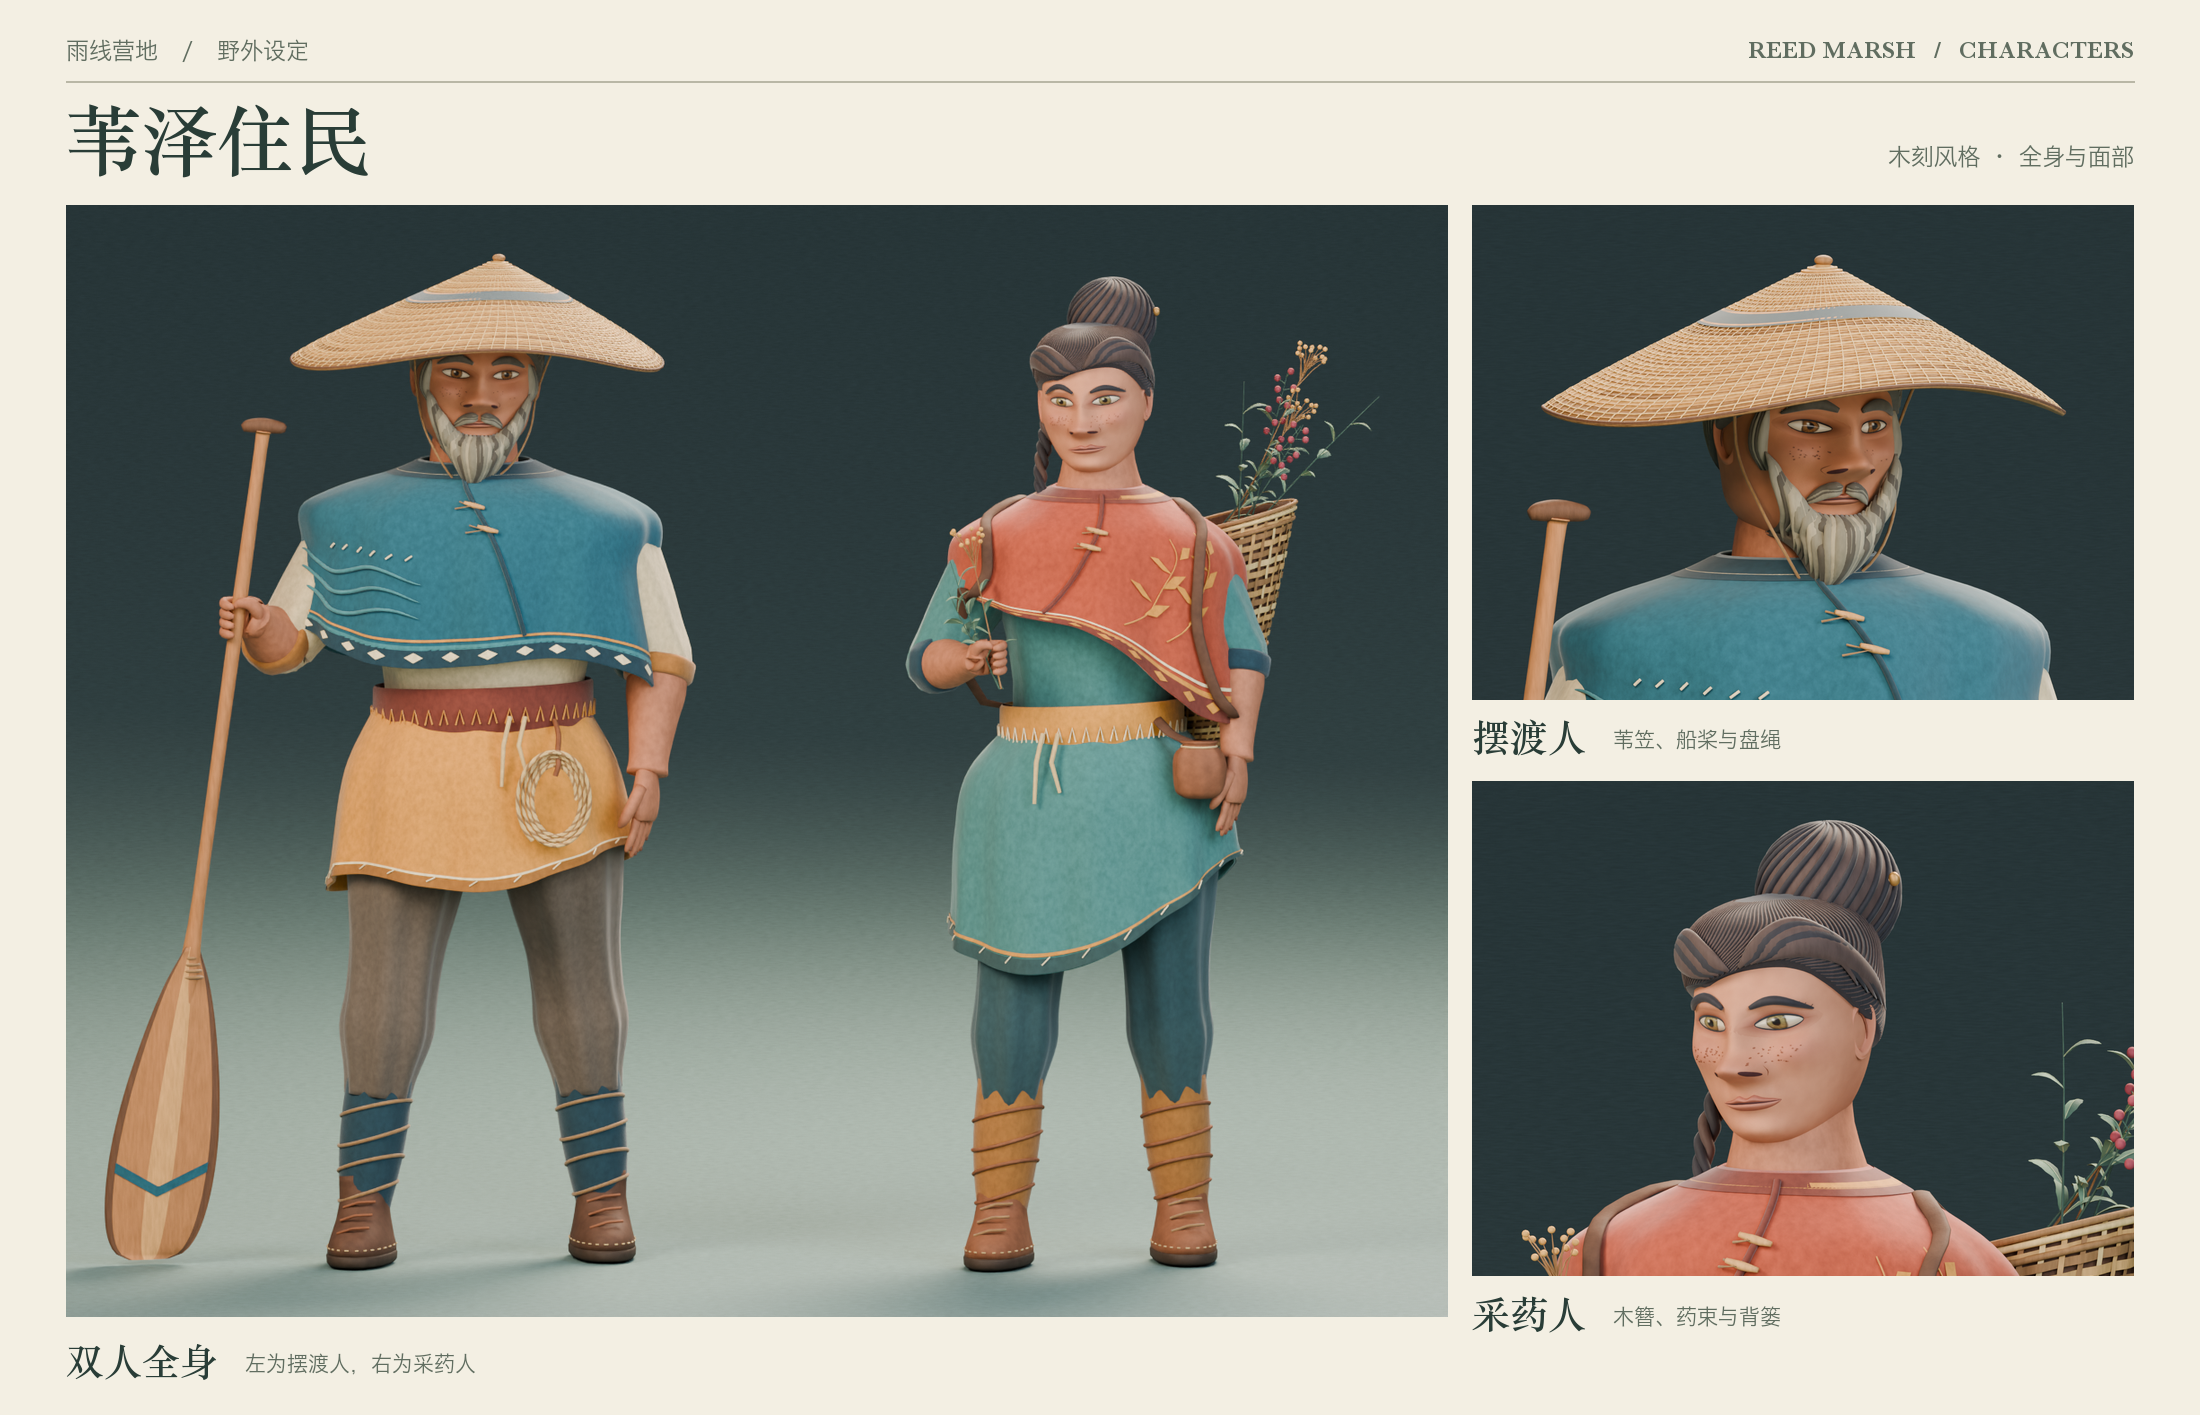 雨线营地 / 野外设定
REED MARSH / CHARACTERS
苇泽住民
木刻风格 · 全身与面部
摆渡人 苇笠、船桨与盘绳
采药人 木簪、药束与背篓
双人全身 左为摆渡人，右为采药人